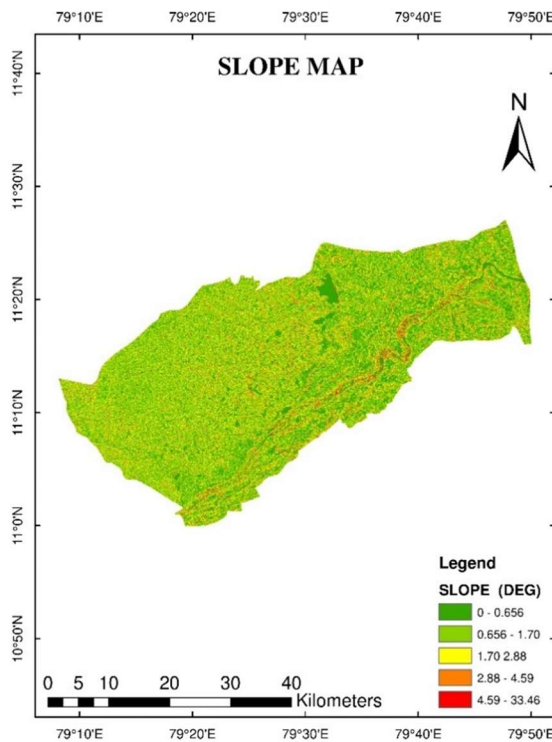 79°10'E 79°20'E 79°30'E 79°40'E 79°50'E
SLOPE MAP
N
11°40'N
11°30'N
11°20'N
11°10'N
11°0'N
10°50'N
Legend
SLOPE (DEG)
0 - 0.656
0.656 - 1.70
1.70 2.88
2.88 - 4.59
4.59 - 33.46
0 5 10 20 30 40
Kilometers
79°10'E 79°20'E 79°30'E 79°40'E 79°50'E